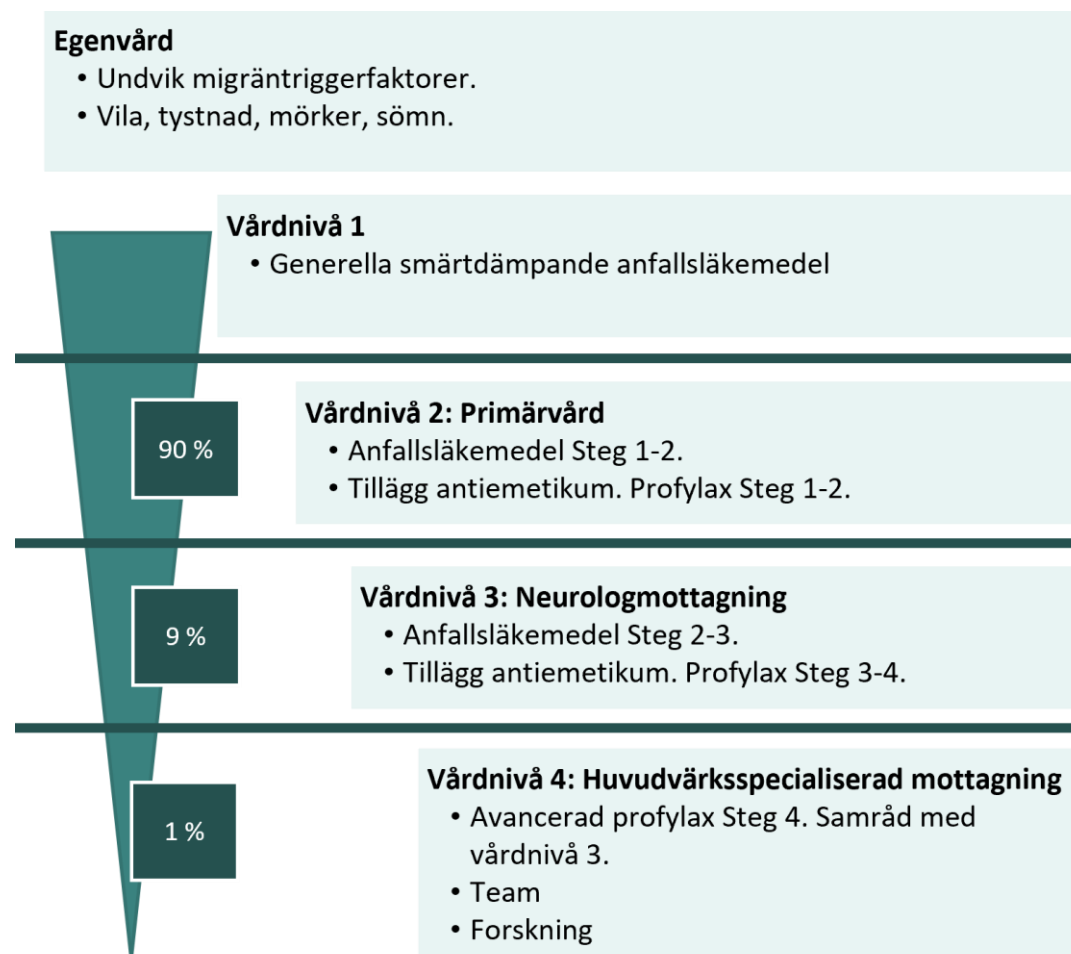 Egenvård
• Undvik migräntriggerfaktorer.
• Vila, tystnad, mörker, sömn.
Vårdnivå 1
• Generella smärtdämpande anfallsläkemedel
90 %
Vårdnivå 2: Primärvård
• Anfallsläkemedel Steg 1-2.
• Tillägg antiemetikum. Profylax Steg 1-2.
9 %
Vårdnivå 3: Neurologmottagning
• Anfallsläkemedel Steg 2-3.
• Tillägg antiemetikum. Profylax Steg 3-4.
1 %
Vårdnivå 4: Huvudvärksspecialiserad mottagning
• Avancerad profylax Steg 4. Samråd med
vårdnivå 3.
• Team
• Forskning